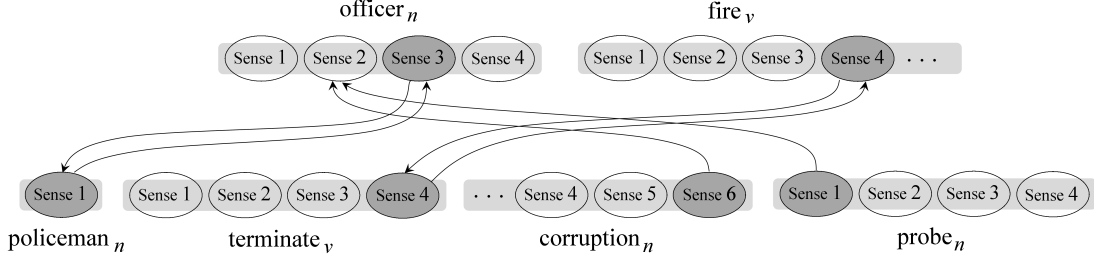 officer n fire v
Sense 1 Sense 2 Sense 3 Sense 4 Sense 1 Sense 2 Sense 3 Sense 4 ...
Sense 1 Sense 1 Sense 2 Sense 3 Sense 4 ... Sense 4 Sense 5 Sense 6 Sense 1 Sense 2 Sense 3 Sense 4
policeman n terminate v corruption n probe n